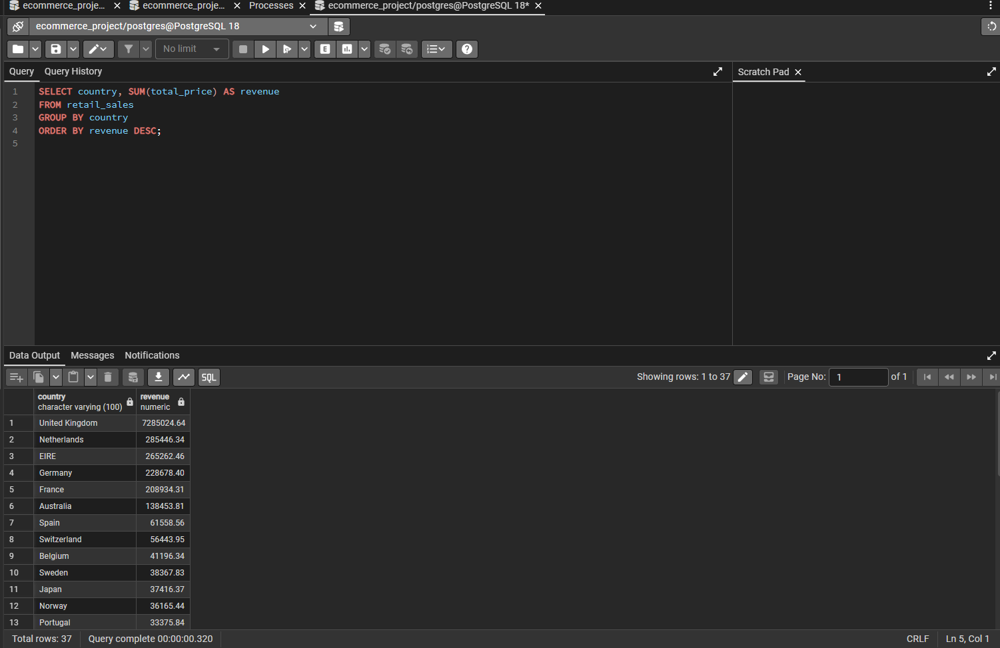 ecommerce_proje... ecommerce_proje... Processes ecommerce_project/postgres@PostgreSQL 18*
ecommerce_project/postgres@PostgreSQL 18
No limit E ?
Query Query History Scratch Pad
1 SELECT country, SUM(total_price) AS revenue
2 FROM retail_sales
3 GROUP BY country
4 ORDER BY revenue DESC;
5
Data Output Messages Notifications
SQL Showing rows: 1 to 37 Page No: 1 of 1
country revenue
character varying (100) numeric
1 United Kingdom 7285024.64
2 Netherlands 285446.34
3 EIRE 265262.46
4 Germany 228678.40
5 France 208934.31
6 Australia 138453.81
7 Spain 61558.56
8 Switzerland 56443.95
9 Belgium 41196.34
10 Sweden 38367.83
11 Japan 37416.37
12 Norway 36165.44
13 Portugal 33375.84
Total rows: 37 Query complete 00:00:00.320 CRLF Ln 5, Col 1